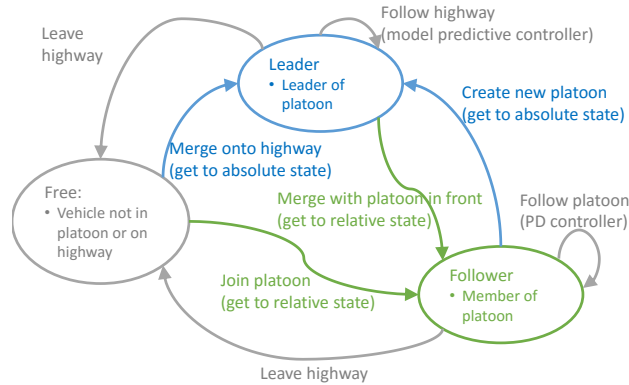 Follow highway
(model predictive controller)
Leave
highway
Leader
• Leader of
platoon
Create new platoon
(get to absolute state)
Merge onto highway
(get to absolute state)
Free:
• Vehicle not in
platoon or on
highway
Merge with platoon in front
(get to relative state)
Follow platoon
(PD controller)
Join platoon
(get to relative state)
Follower
• Member of
platoon
Leave highway